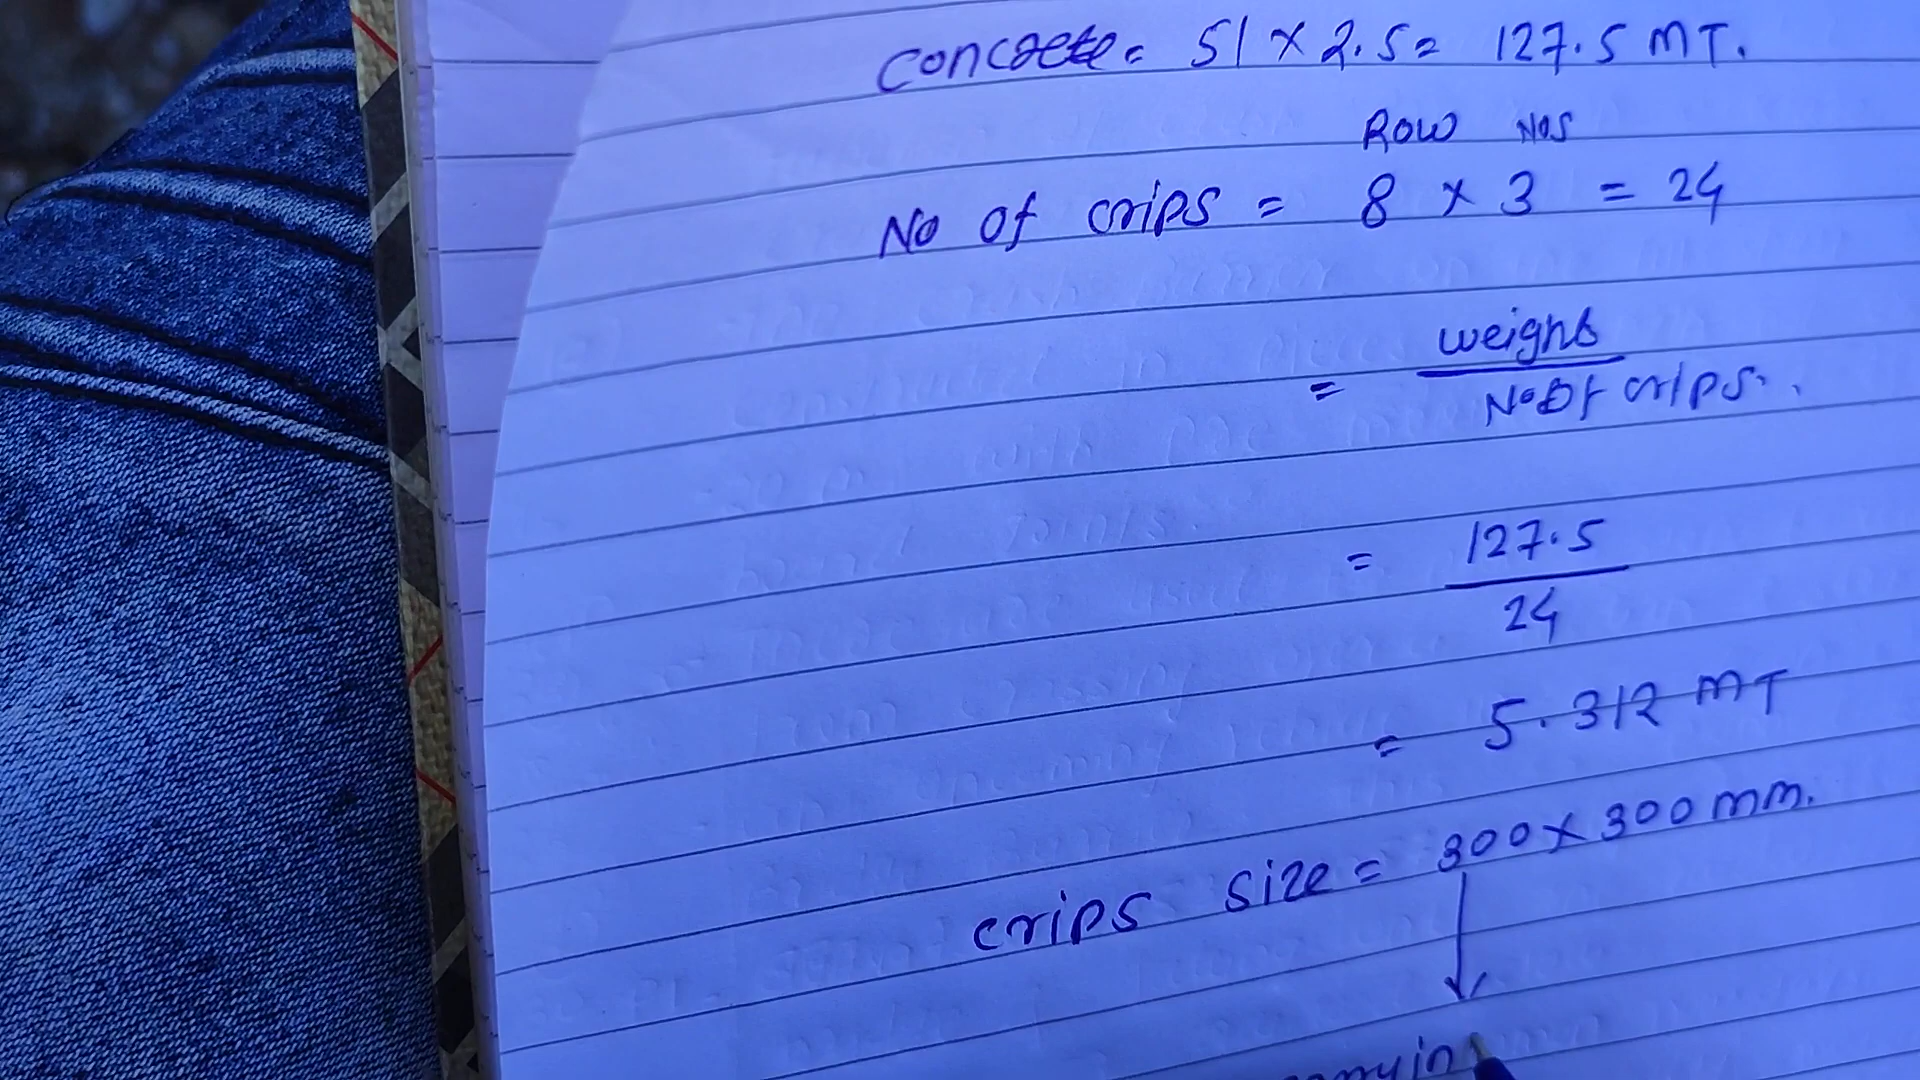 Concrete = 51 x 2.5 = 127.5 MT.
Row Nos
No of crips = 8 x 3 = 24
= weight
No of crips.
= 127.5
24
= 5.312 MT
crips size = 300 x 300 mm.